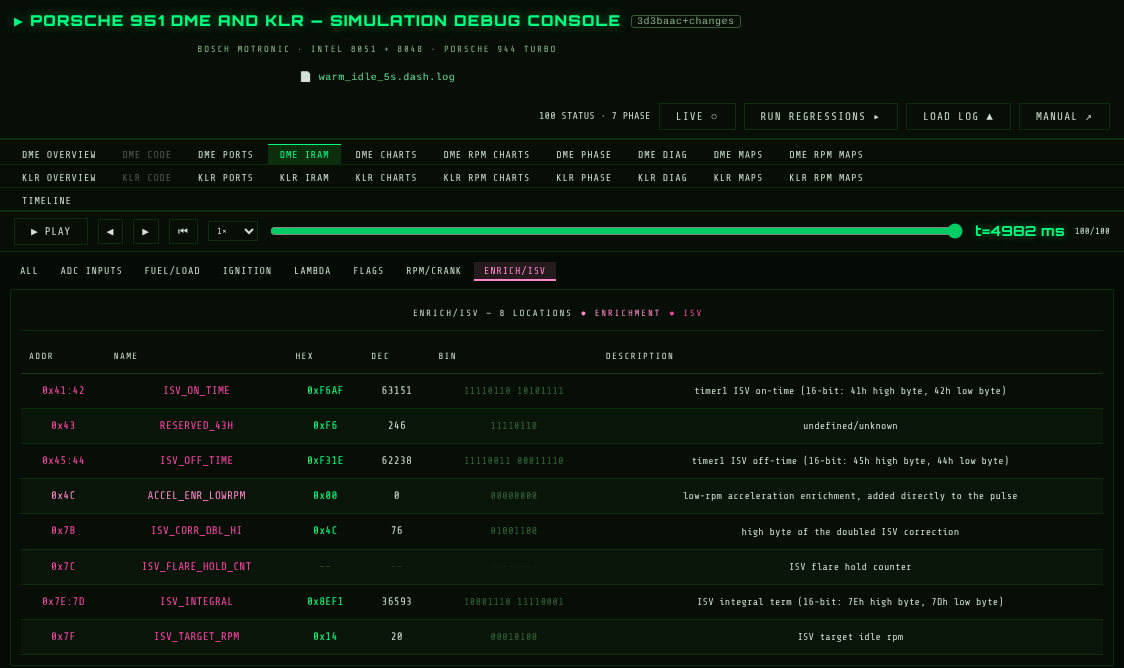 ▶ PORSCHE 951 DME AND KLR — SIMULATION DEBUG CONSOLE 3d3baac+changes
BOSCH MOTRONIC · INTEL 8051 + 8048 · PORSCHE 944 TURBO
warm_idle_5s.dash.log
100 STATUS · 7 PHASE LIVE ○ RUN REGRESSIONS ▸ LOAD LOG ▲ MANUAL ↗
DME OVERVIEW DME CODE DME PORTS DME IRAM DME CHARTS DME RPM CHARTS DME PHASE DME DIAG DME MAPS DME RPM MAPS
KLR OVERVIEW KLR CODE KLR PORTS KLR IRAM KLR CHARTS KLR RPM CHARTS KLR PHASE KLR DIAG KLR MAPS KLR RPM MAPS
TIMELINE
▶ PLAY ◀ ▶ ⏮ 1× t=4982 ms 100/100
ALL ADC INPUTS FUEL/LOAD IGNITION LAMBDA FLAGS RPM/CRANK ENRICH/ISV
ENRICH/ISV — 8 LOCATIONS ● ENRICHMENT ● ISV
ADDR NAME HEX DEC BIN DESCRIPTION
0x41:42 ISV_ON_TIME 0xF6AF 63151 11110110 10101111 timer1 ISV on-time (16-bit: 41h high byte, 42h low byte)
0x43 RESERVED_43H 0xF6 246 11110110 undefined/unknown
0x45:44 ISV_OFF_TIME 0xF31E 62238 11110011 00011110 timer1 ISV off-time (16-bit: 45h high byte, 44h low byte)
0x4C ACCEL_ENR_LOWRPM 0x00 0 00000000 low-rpm acceleration enrichment, added directly to the pulse
0x7B ISV_CORR_DBL_HI 0x4C 76 01001100 high byte of the doubled ISV correction
0x7C ISV_FLARE_HOLD_CNT -- -- -------- ISV flare hold counter
0x7E:7D ISV_INTEGRAL 0x8EF1 36593 10001110 11110001 ISV integral term (16-bit: 7Eh high byte, 7Dh low byte)
0x7F ISV_TARGET_RPM 0x14 20 00010100 ISV target idle rpm